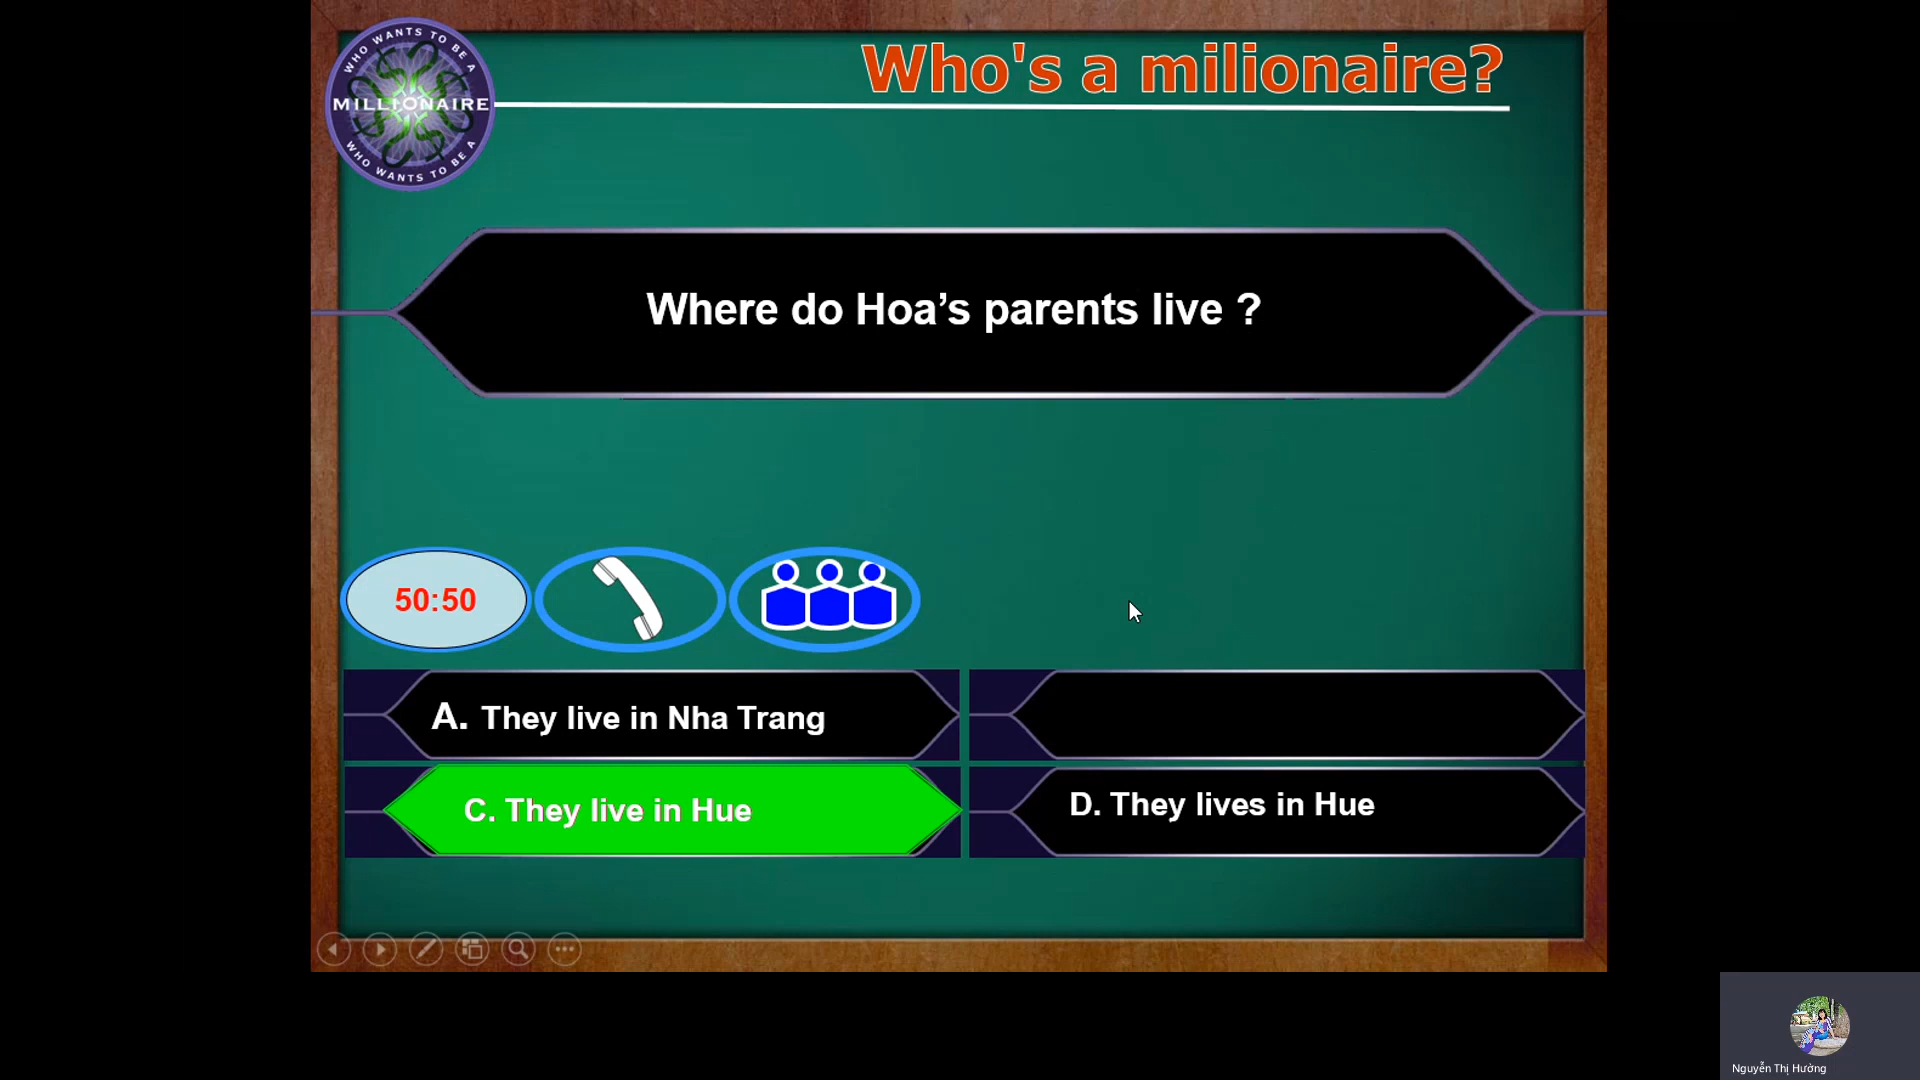 WHO WANTS TO BE A
MILLIONAIRE
WHO WANTS TO BE A
Who's a milionaire?
Where do Hoa’s parents live ?
50:50
A. They live in Nha Trang
C. They live in Hue
D. They lives in Hue
Nguyễn Thị Hưởng